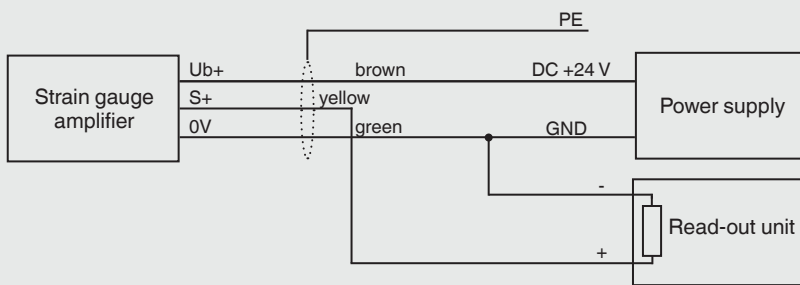 PE
Ub+ brown DC +24 V
S+ yellow
0V green GND
Strain gauge
amplifier
Power supply
-
Read-out unit
+